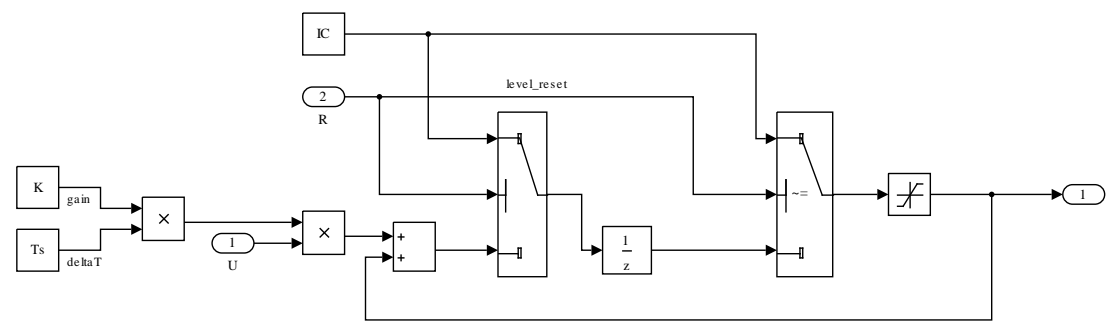 IC
2
level_reset
R
K
gain
×
Ts
deltaT
1
U
×
+
+
1
z
~=
1